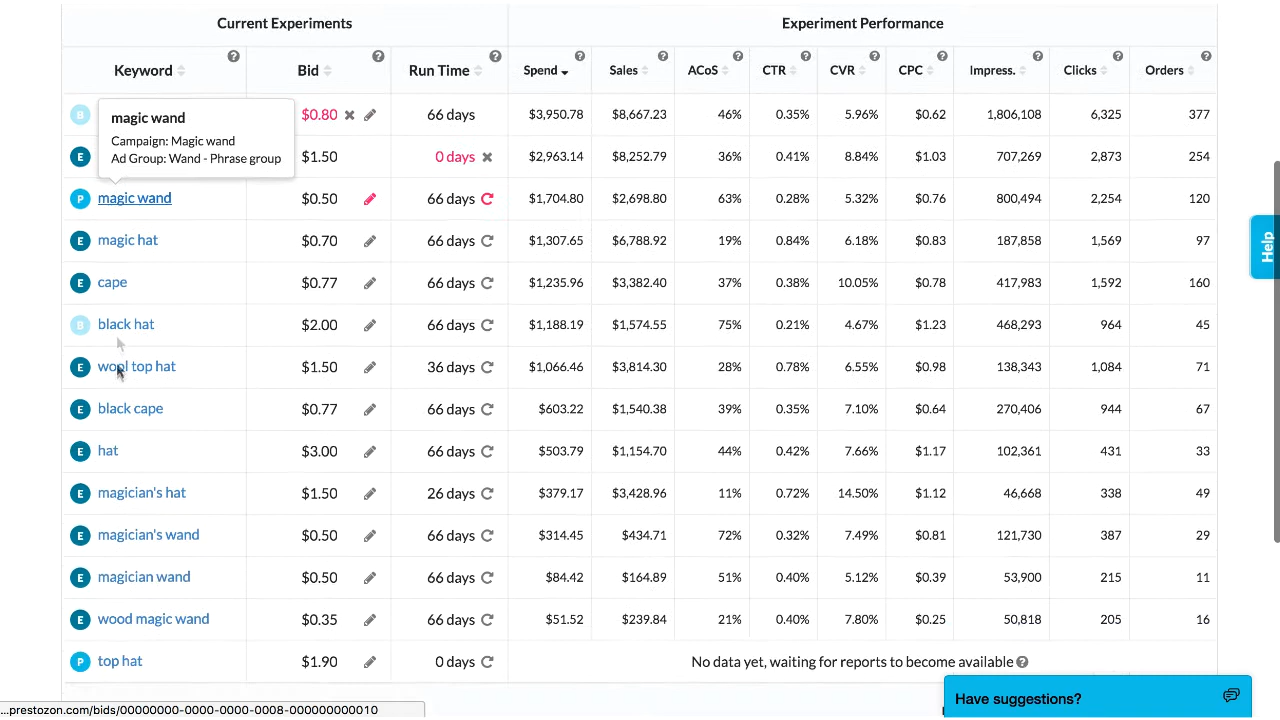 Current Experiments Experiment Performance
Keyword Bid Run Time Spend Sales ACoS CTR CVR CPC Impress. Clicks Orders
B $0.80 66 days $3,950.78 $8,667.23 46% 0.35% 5.96% $0.62 1,806,108 6,325 377
magic wand
Campaign: Magic wand
Ad Group: Wand - Phrase group
E $1.50 0 days $2,963.14 $8,252.79 36% 0.41% 8.84% $1.03 707,269 2,873 254
P magic wand $0.50 66 days $1,704.80 $2,698.80 63% 0.28% 5.32% $0.76 800,494 2,254 120
E magic hat $0.70 66 days $1,307.65 $6,788.92 19% 0.84% 6.18% $0.83 187,858 1,569 97
E cape $0.77 66 days $1,235.96 $3,382.40 37% 0.38% 10.05% $0.78 417,983 1,592 160
B black hat $2.00 66 days $1,188.19 $1,574.55 75% 0.21% 4.67% $1.23 468,293 964 45
E wool top hat $1.50 36 days $1,066.46 $3,814.30 28% 0.78% 6.55% $0.98 138,343 1,084 71
E black cape $0.77 66 days $603.22 $1,540.38 39% 0.35% 7.10% $0.64 270,406 944 67
E hat $3.00 66 days $503.79 $1,154.70 44% 0.42% 7.66% $1.17 102,361 431 33
E magician's hat $1.50 26 days $379.17 $3,428.96 11% 0.72% 14.50% $1.12 46,668 338 49
E magician's wand $0.50 66 days $314.45 $434.71 72% 0.32% 7.49% $0.81 121,730 387 29
E magician wand $0.50 66 days $84.42 $164.89 51% 0.40% 5.12% $0.39 53,900 215 11
E wood magic wand $0.35 66 days $51.52 $239.84 21% 0.40% 7.80% $0.25 50,818 205 16
P top hat $1.90 0 days No data yet, waiting for reports to become available
Help
Have suggestions?